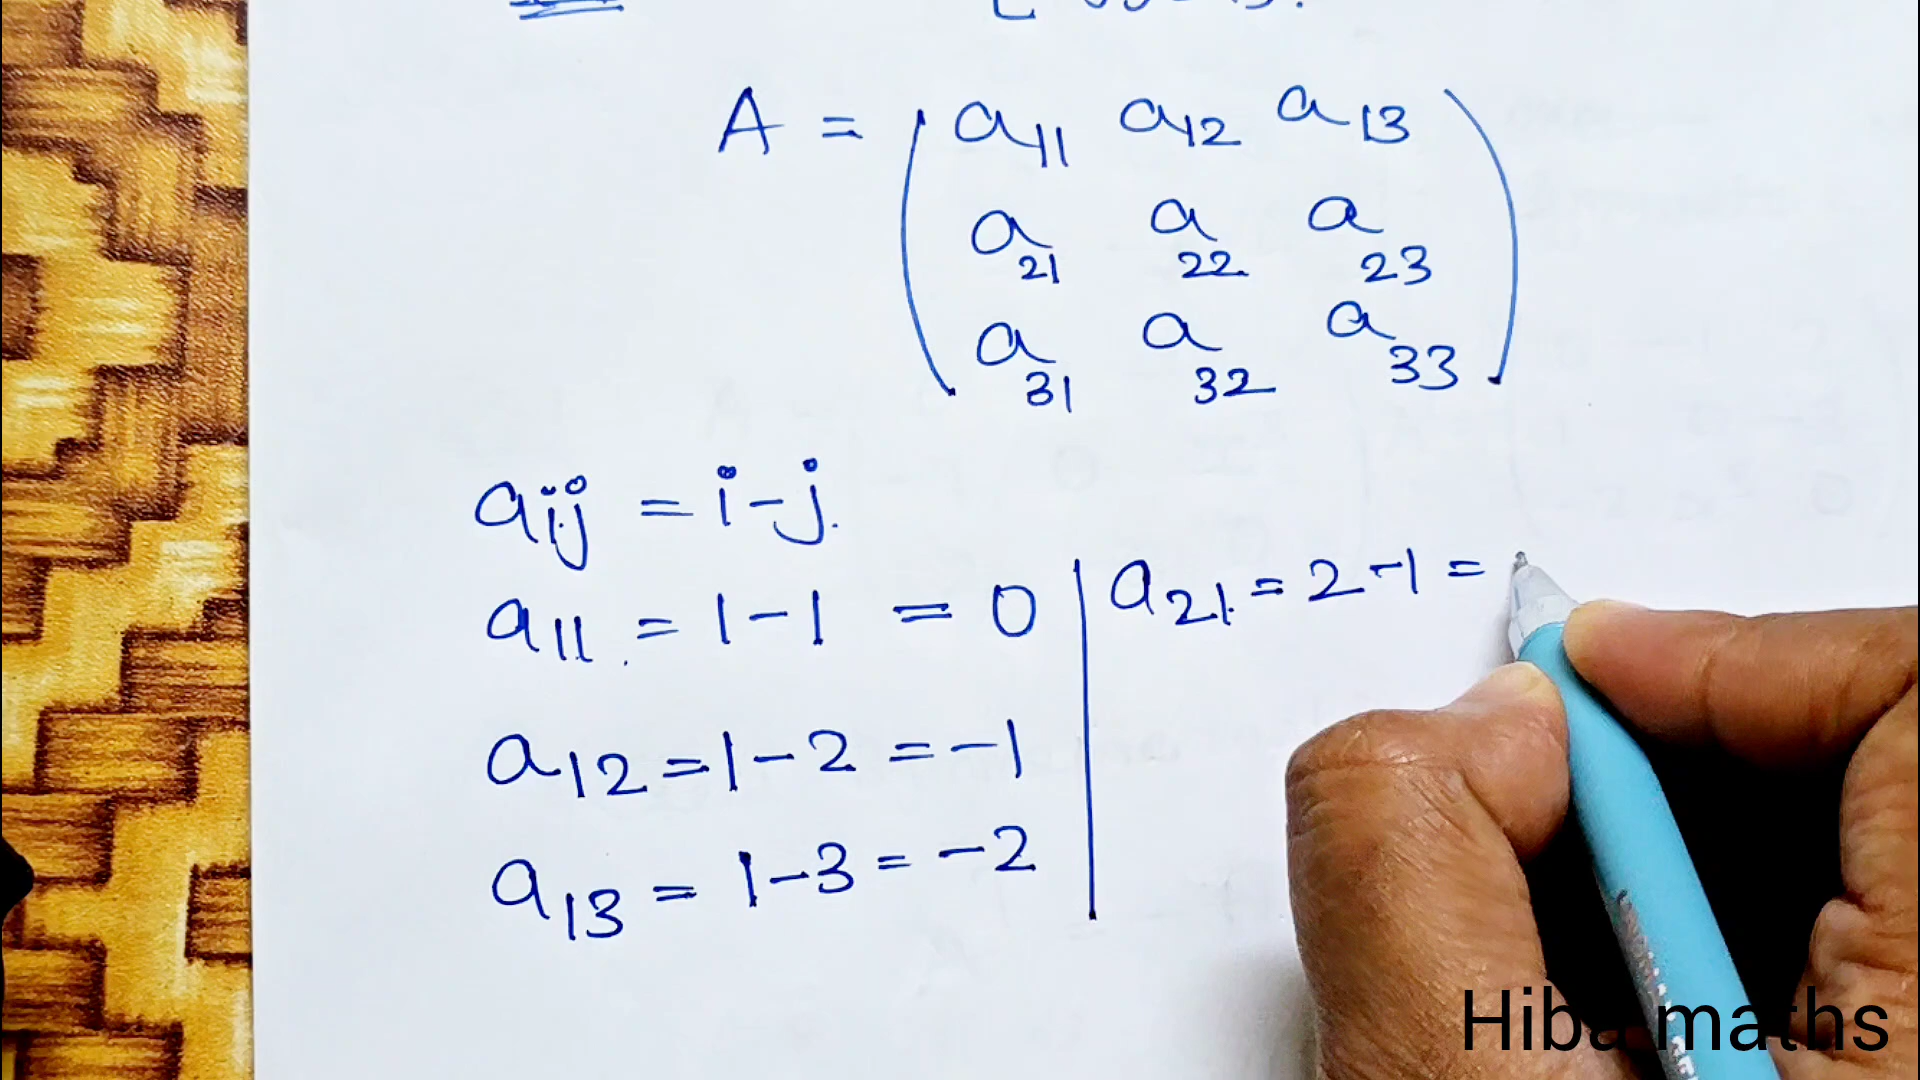 A = ( a11 a12 a13
a21 a22 a23
a31 a32 a33 )
aij = i-j.
a11 = 1-1 = 0
a12 = 1-2 = -1
a13 = 1-3 = -2
a21 = 2-1 =
Hiba maths